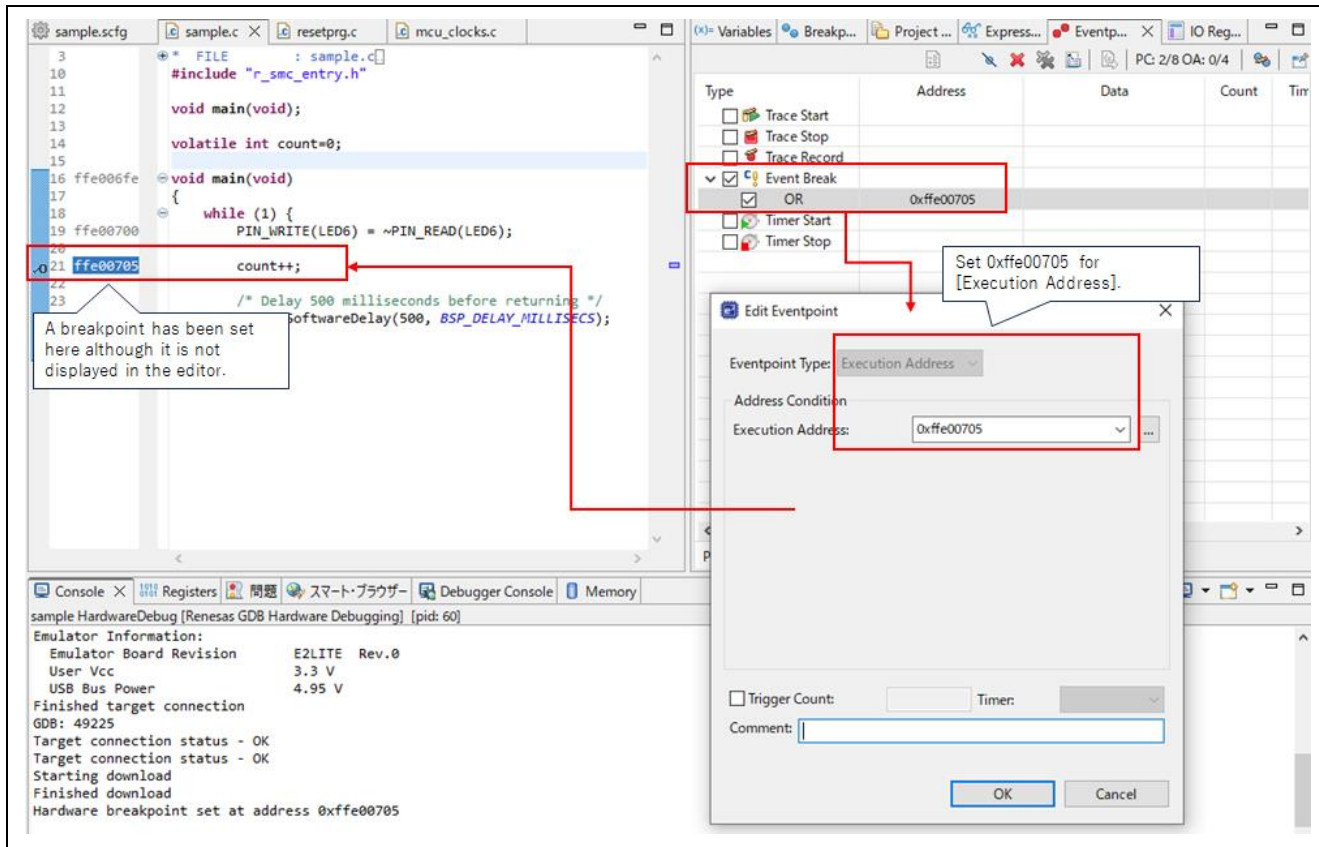 sample.scfg
sample.c
resetprg.c
mcu_clocks.c
3 * FILE : sample.c
10 #include "r_smc_entry.h"
11
12 void main(void);
13
14 volatile int count=0;
15
16 ffe006fe void main(void)
17 {
18 while (1) {
19 ffe00700 PIN_WRITE(LED6) = ~PIN_READ(LED6);
20
21 ffe00705 count++;
22
23 /* Delay 500 milliseconds before returning */
SoftwareDelay(500, BSP_DELAY_MILLISECS);
A breakpoint has been set
here although it is not
displayed in the editor.
(x)= Variables
Breakp...
Project ...
Express...
Eventp...
IO Reg...
PC: 2/8 OA: 0/4
Type Address Data Count Tim
Trace Start
Trace Stop
Trace Record
Event Break
OR 0xffe00705
Timer Start
Timer Stop
Set 0xffe00705 for
[Execution Address].
Edit Eventpoint
Eventpoint Type: Execution Address
Address Condition
Execution Address: 0xffe00705 ...
Trigger Count: Timer:
Comment:
OK Cancel
Console
Registers
問題
スマート・ブラウザー
Debugger Console
Memory
sample HardwareDebug [Renesas GDB Hardware Debugging] [pid: 60]
Emulator Information:
Emulator Board Revision E2LITE Rev.0
User Vcc 3.3 V
USB Bus Power 4.95 V
Finished target connection
GDB: 49225
Target connection status - OK
Target connection status - OK
Starting download
Finished download
Hardware breakpoint set at address 0xffe00705